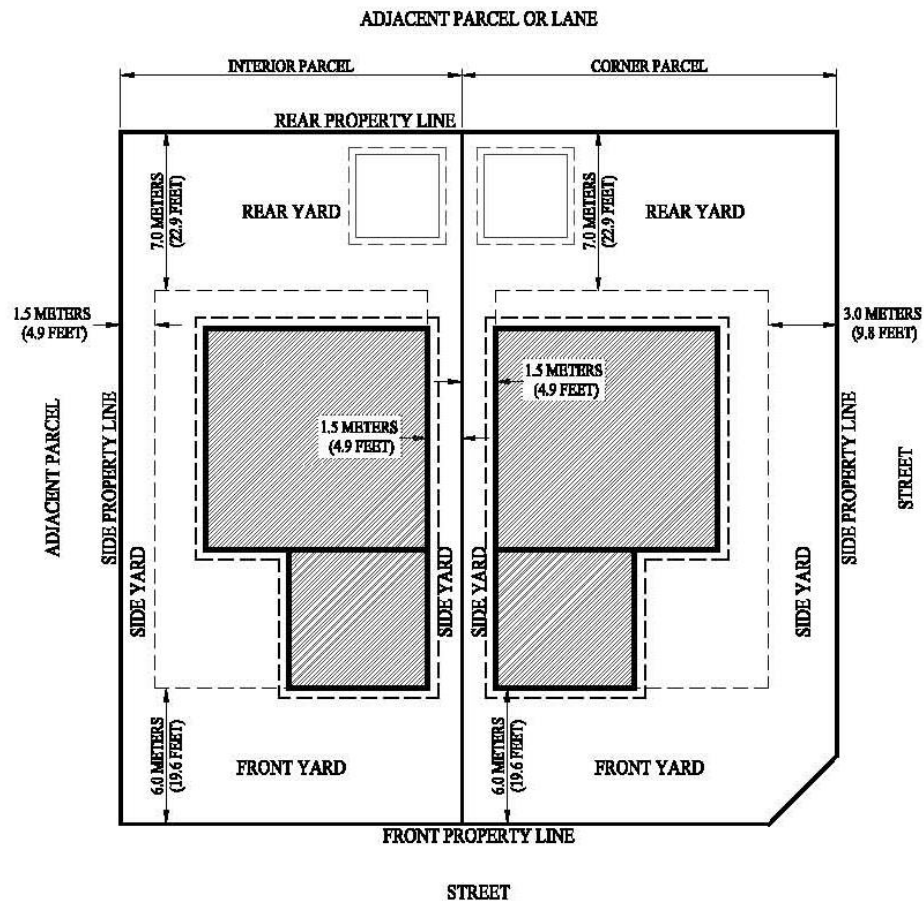 ADJACENT PARCEL OR LANE
INTERIOR PARCEL
CORNER PARCEL
REAR PROPERTY LINE
7.0 METERS
(22.9 FEET)
REAR YARD
7.0 METERS
(22.9 FEET)
REAR YARD
1.5 METERS
(4.9 FEET)
3.0 METERS
(9.8 FEET)
1.5 METERS
(4.9 FEET)
1.5 METERS
(4.9 FEET)
ADJACENT PARCEL
SIDE PROPERTY LINE
SIDE YARD
SIDE YARD
SIDE YARD
SIDE YARD
SIDE PROPERTY LINE
STREET
6.0 METERS
(19.6 FEET)
FRONT YARD
6.0 METERS
(19.6 FEET)
FRONT YARD
FRONT PROPERTY LINE
STREET